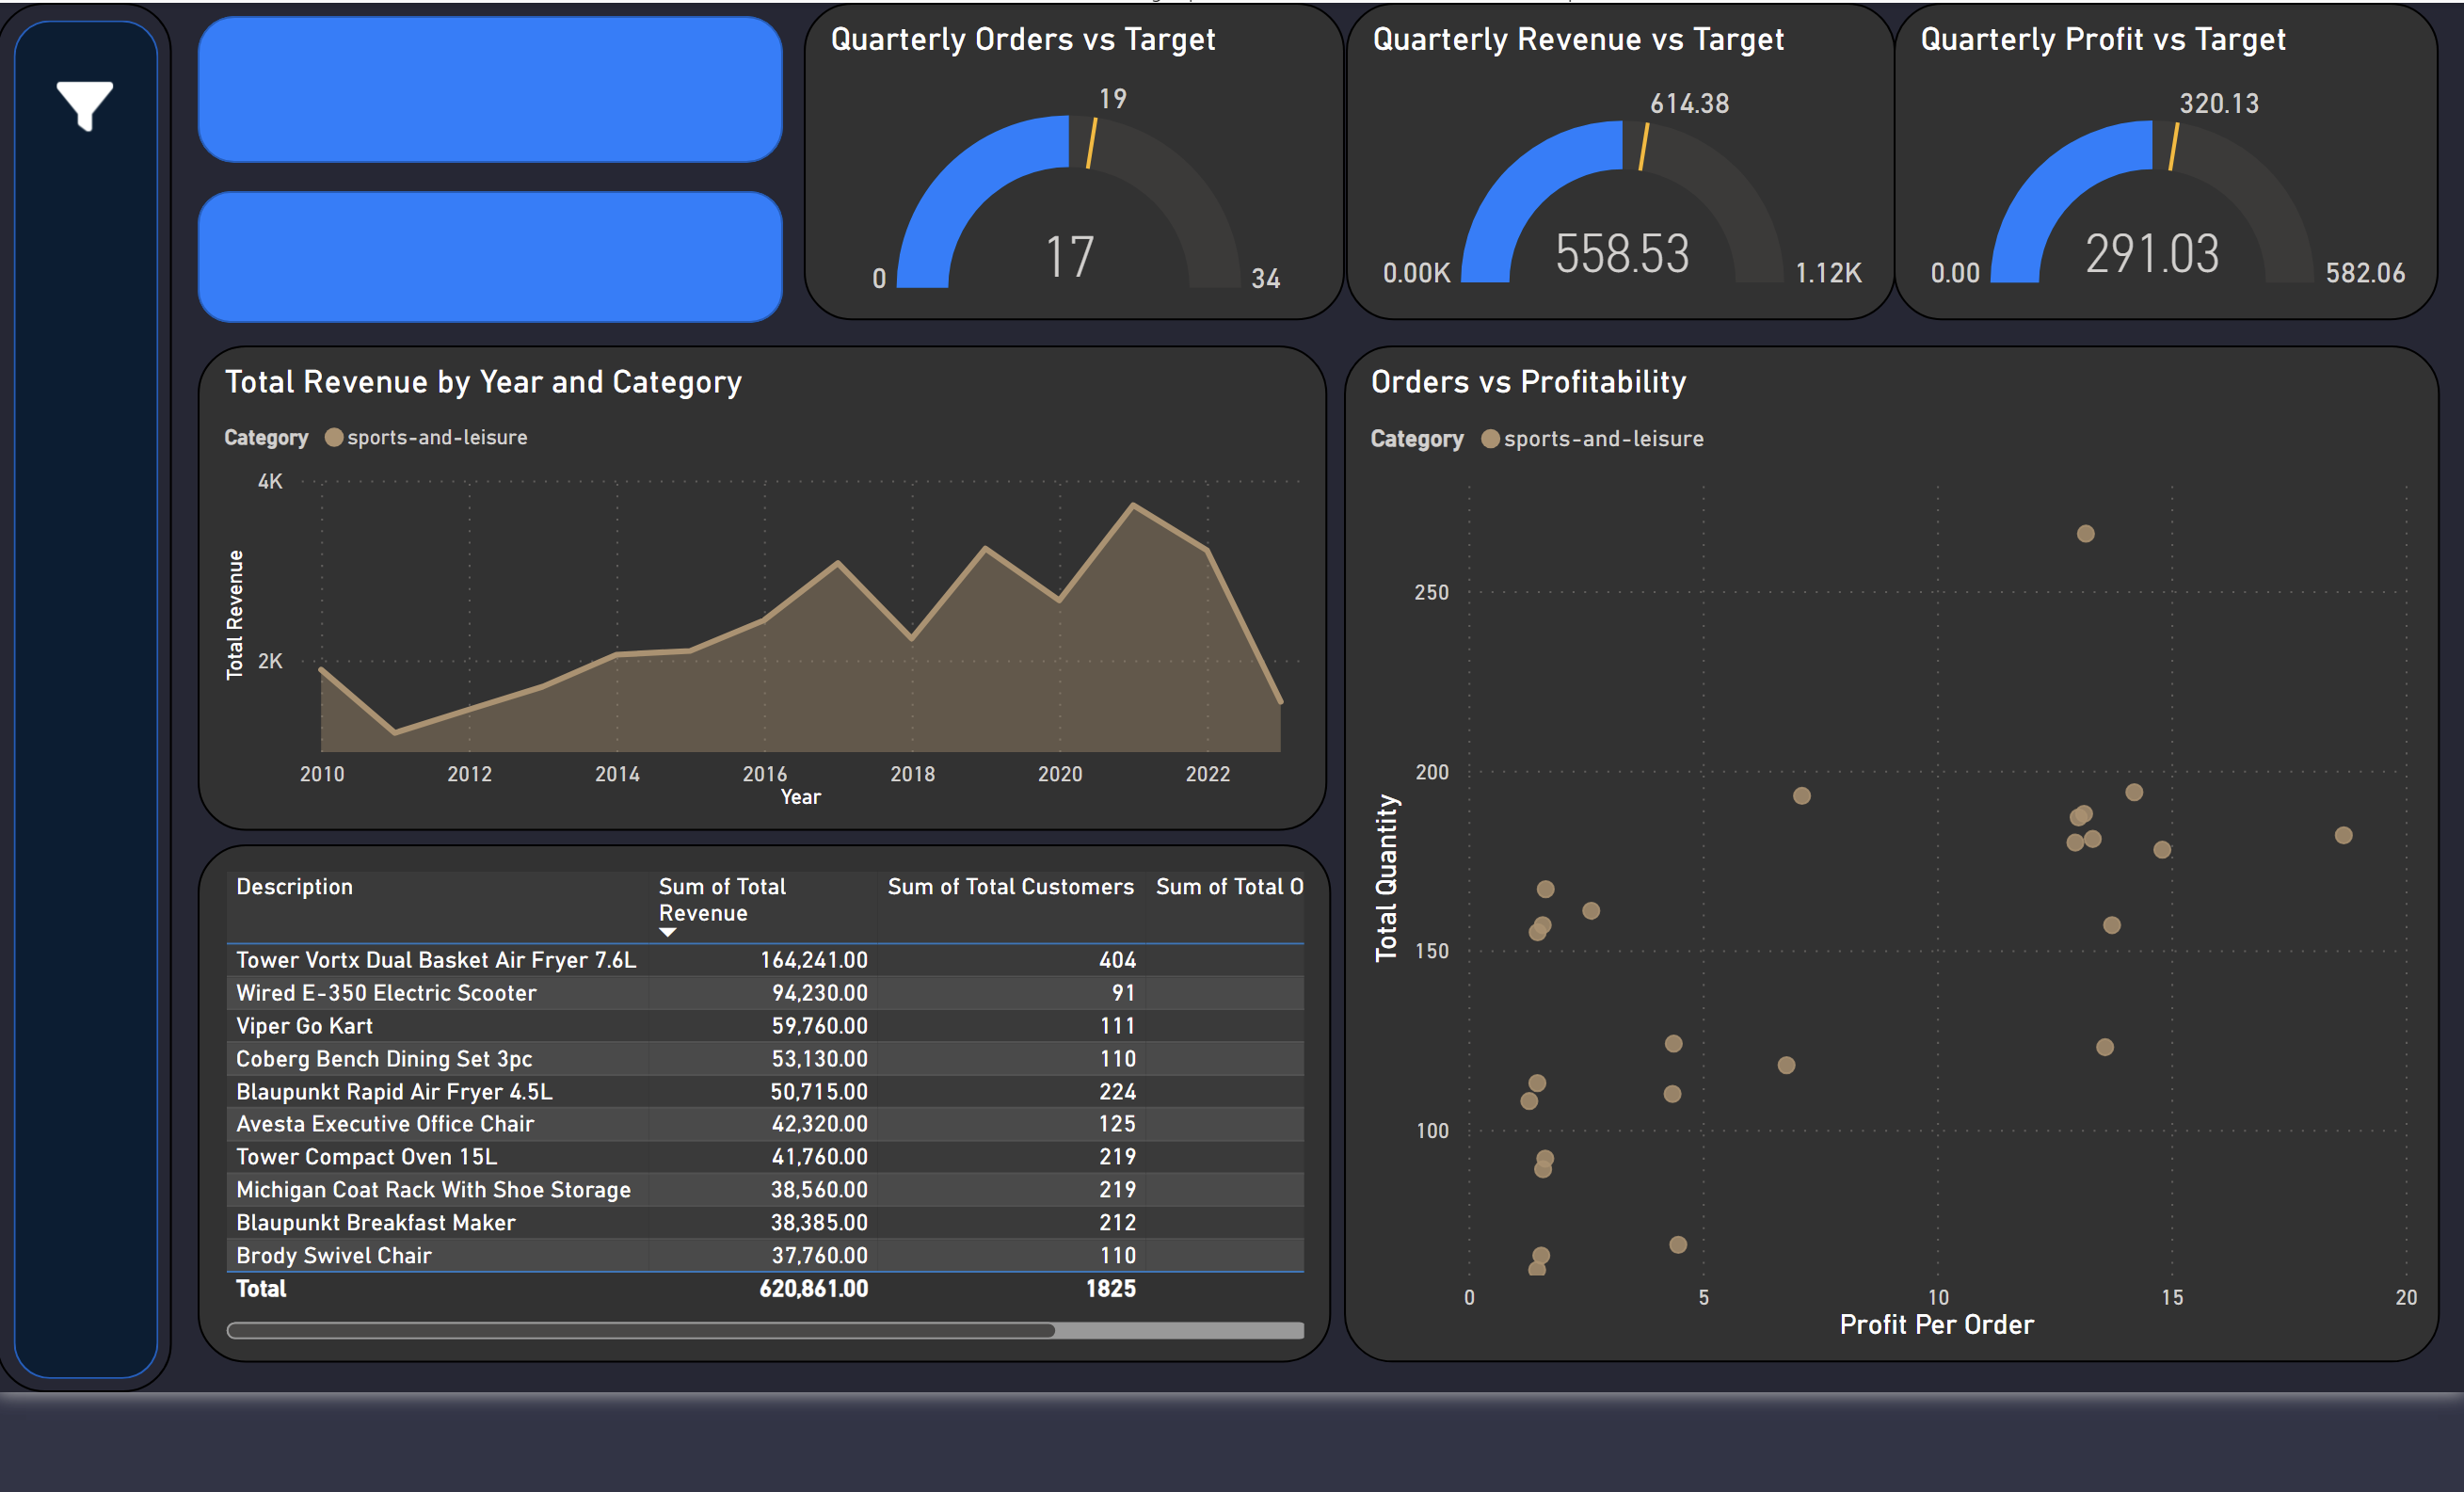 Quarterly Orders vs Target
19
17
0
34
Quarterly Revenue vs Target
614.38
558.53
0.00K
1.12K
Quarterly Profit vs Target
320.13
291.03
0.00
582.06
Total Revenue by Year and Category
Category sports-and-leisure
4K
2K
Total Revenue
2010 2012 2014 2016 2018 2020 2022
Year
Orders vs Profitability
Category sports-and-leisure
250
200
150
100
Total Quantity
0 5 10 15 20
Profit Per Order
Description Sum of Total Sum of Total Customers Sum of Total O
Revenue
Tower Vortx Dual Basket Air Fryer 7.6L 164,241.00 404
Wired E-350 Electric Scooter 94,230.00 91
Viper Go Kart 59,760.00 111
Coberg Bench Dining Set 3pc 53,130.00 110
Blaupunkt Rapid Air Fryer 4.5L 50,715.00 224
Avesta Executive Office Chair 42,320.00 125
Tower Compact Oven 15L 41,760.00 219
Michigan Coat Rack With Shoe Storage 38,560.00 219
Blaupunkt Breakfast Maker 38,385.00 212
Brody Swivel Chair 37,760.00 110
Total 620,861.00 1825